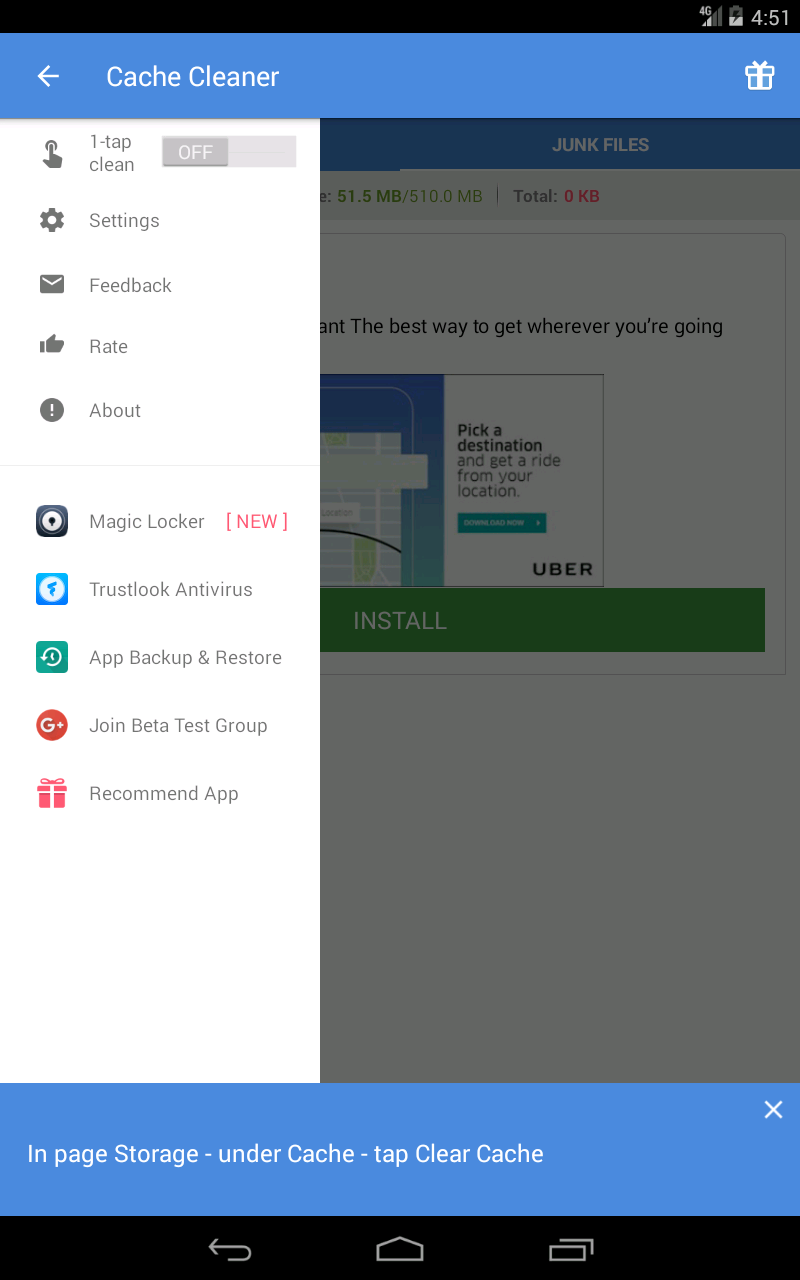 4G 4:51
Cache Cleaner
1-tap
clean
OFF
JUNK FILES
e: 51.5 MB/510.0 MB
Total: 0 KB
Settings
Feedback
Rate
About
ant The best way to get wherever you’re going
Pick a
destination
and get a ride
from your
location.
Location
DOWNLOAD NOW
UBER
INSTALL
Magic Locker [ NEW ]
Trustlook Antivirus
App Backup & Restore
G+ Join Beta Test Group
Recommend App
In page Storage - under Cache - tap Clear Cache